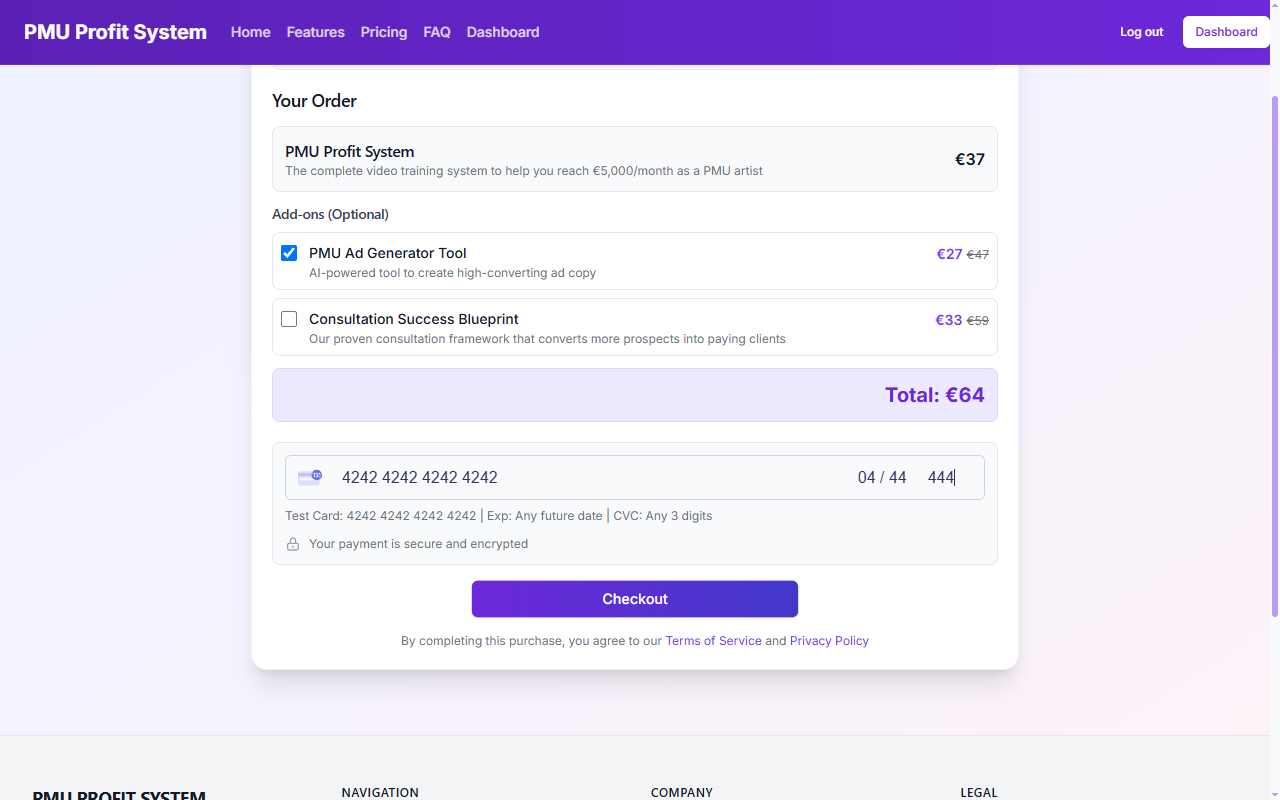 PMU Profit System Home Features Pricing FAQ Dashboard Log out Dashboard
Your Order
PMU Profit System
The complete video training system to help you reach €5,000/month as a PMU artist
€37
Add-ons (Optional)
PMU Ad Generator Tool
AI-powered tool to create high-converting ad copy
€27 €47
Consultation Success Blueprint
Our proven consultation framework that converts more prospects into paying clients
€33 €59
Total: €64
4242 4242 4242 4242 04 / 44 444
Test Card: 4242 4242 4242 4242 | Exp: Any future date | CVC: Any 3 digits
Your payment is secure and encrypted
Checkout
By completing this purchase, you agree to our Terms of Service and Privacy Policy
PMU PROFIT SYSTEM
NAVIGATION
COMPANY
LEGAL